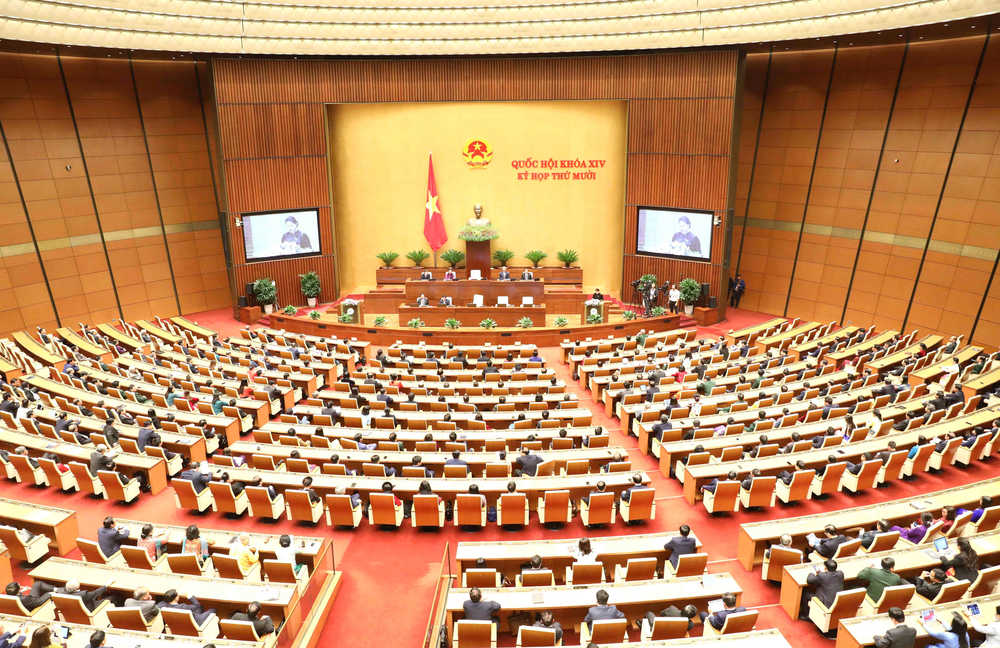 QUỐC HỘI KHÓA XIV
KỲ HỌP THỨ MƯỜI